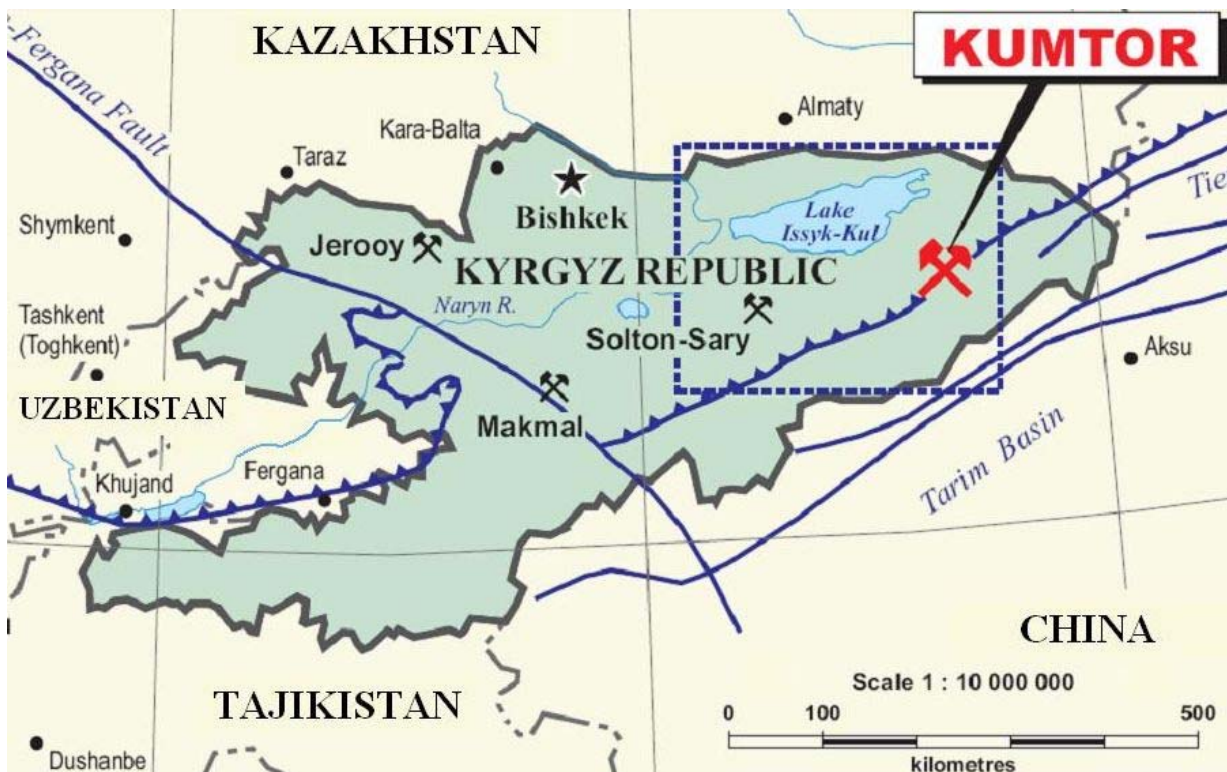 KAZAKHSTAN
KUMTOR
-Fergana Fault
Almaty
Kara-Balta
Taraz
Tie
Bishkek
Lake
Issyk-Kul
Shymkent
Jerooy
KYRGYZ REPUBLIC
Naryn R.
Tashkent
(Toghkent)
Solton-Sary
Aksu
UZBEKISTAN
Makmal
Tarim Basin
Khujand
Fergana
CHINA
TAJIKISTAN
Scale 1 : 10 000 000
0 100 500
kilometres
Dushanbe